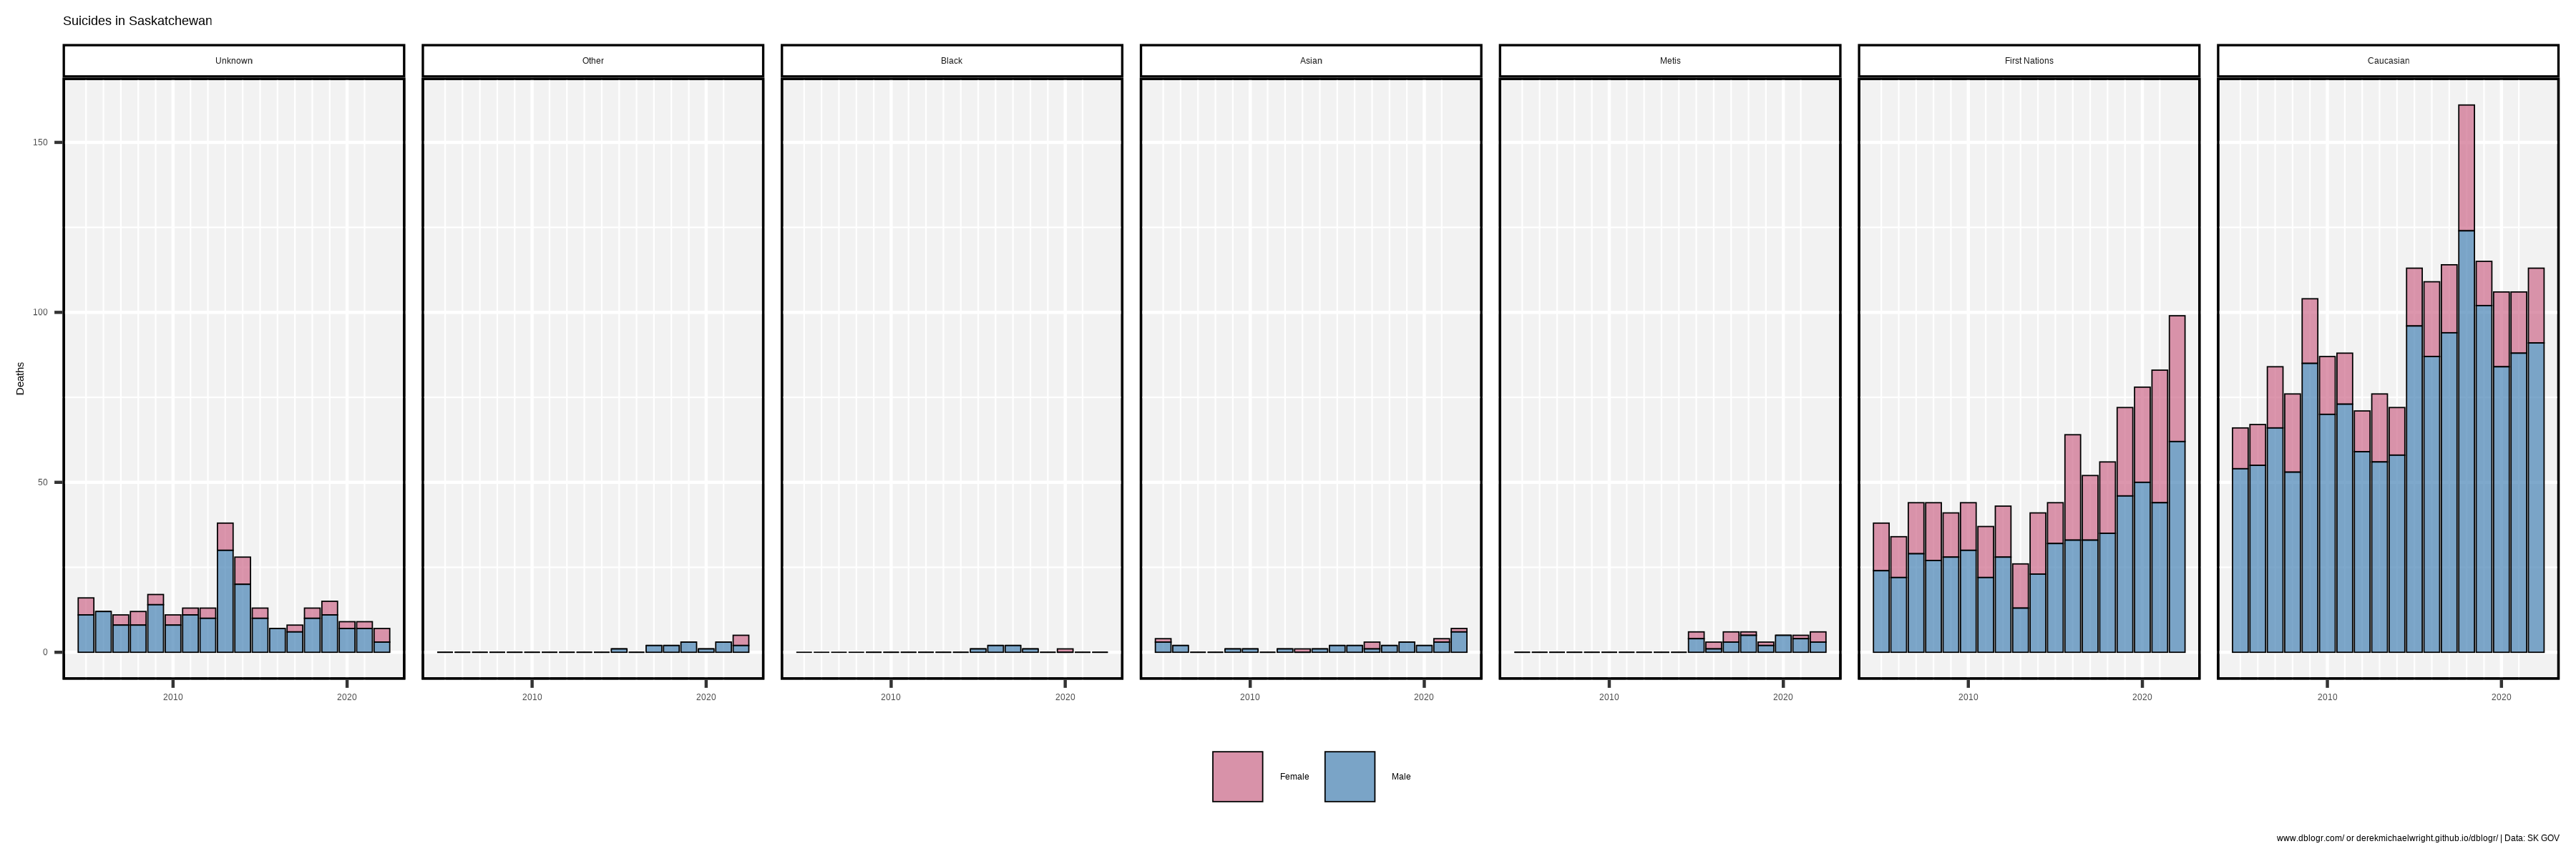 Suicides in Saskatchewan
Unknown
Other
Black
Asian
Metis
First Nations
Caucasian
Deaths
150
100
50
0
2010 2020
2010 2020
2010 2020
2010 2020
2010 2020
2010 2020
2010 2020
Female
Male
www.dblogr.com/ or derekmichaelwright.github.io/dblogr/ | Data: SK GOV